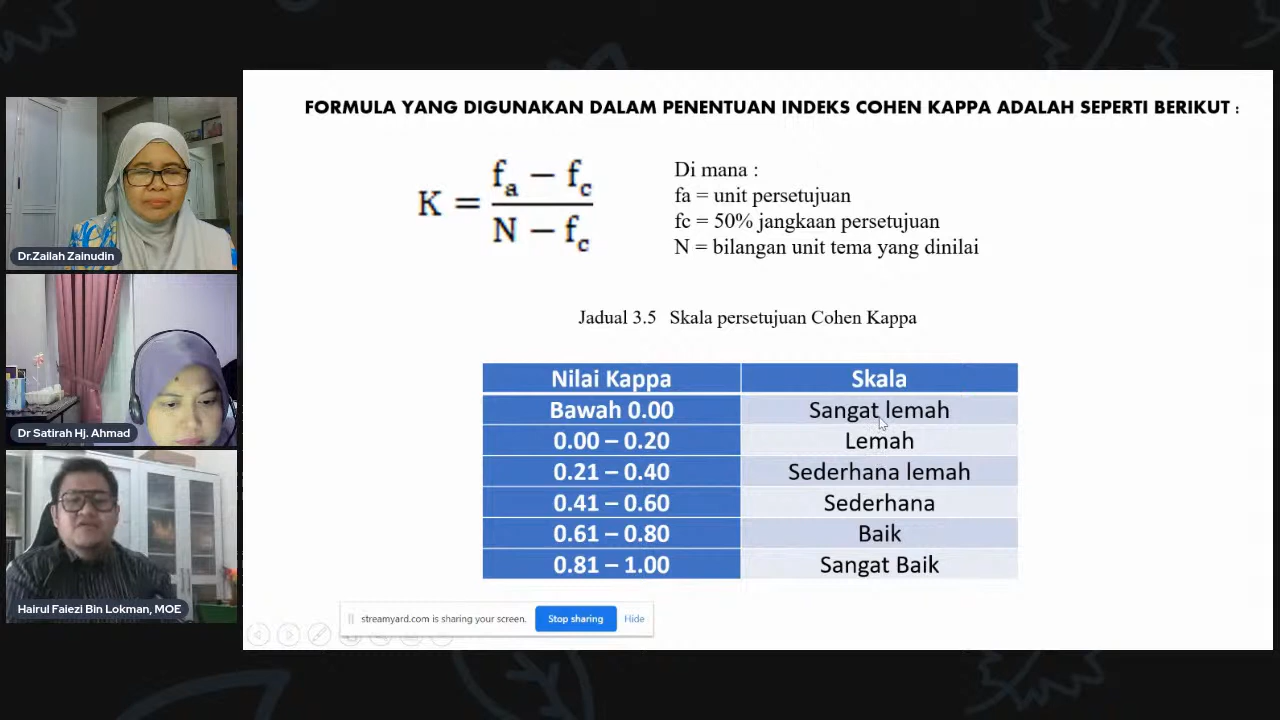 FORMULA YANG DIGUNAKAN DALAM PENENTUAN INDEKS COHEN KAPPA ADALAH SEPERTI BERIKUT :
K = (fₐ − f_c) / (N − f_c)
Di mana :
fa = unit persetujuan
fc = 50% jangkaan persetujuan
N = bilangan unit tema yang dinilai
Jadual 3.5 Skala persetujuan Cohen Kappa
Nilai Kappa Skala
Bawah 0.00 Sangat lemah
0.00 – 0.20 Lemah
0.21 – 0.40 Sederhana lemah
0.41 – 0.60 Sederhana
0.61 – 0.80 Baik
0.81 – 1.00 Sangat Baik
streamyard.com is sharing your screen. Stop sharing Hide
Dr.Zailah Zainudin
Dr Satirah Hj. Ahmad
Hairul Faiezi Bin Lokman, MOE